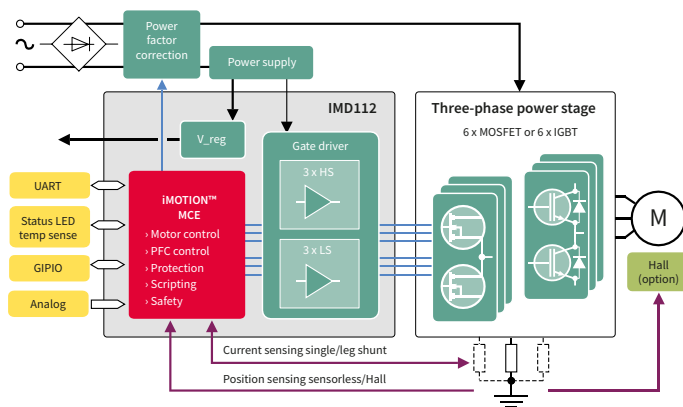 Power
factor
correction
Power supply
IMD112
Three-phase power stage
6 x MOSFET or 6 x IGBT
V_reg
Gate driver
3 x HS
3 x LS
UART
Status LED
temp sense
GIPIO
Analog
iMOTION™
MCE
› Motor control
› PFC control
› Protection
› Scripting
› Safety
M
Hall
(option)
Current sensing single/leg shunt
Position sensing sensorless/Hall